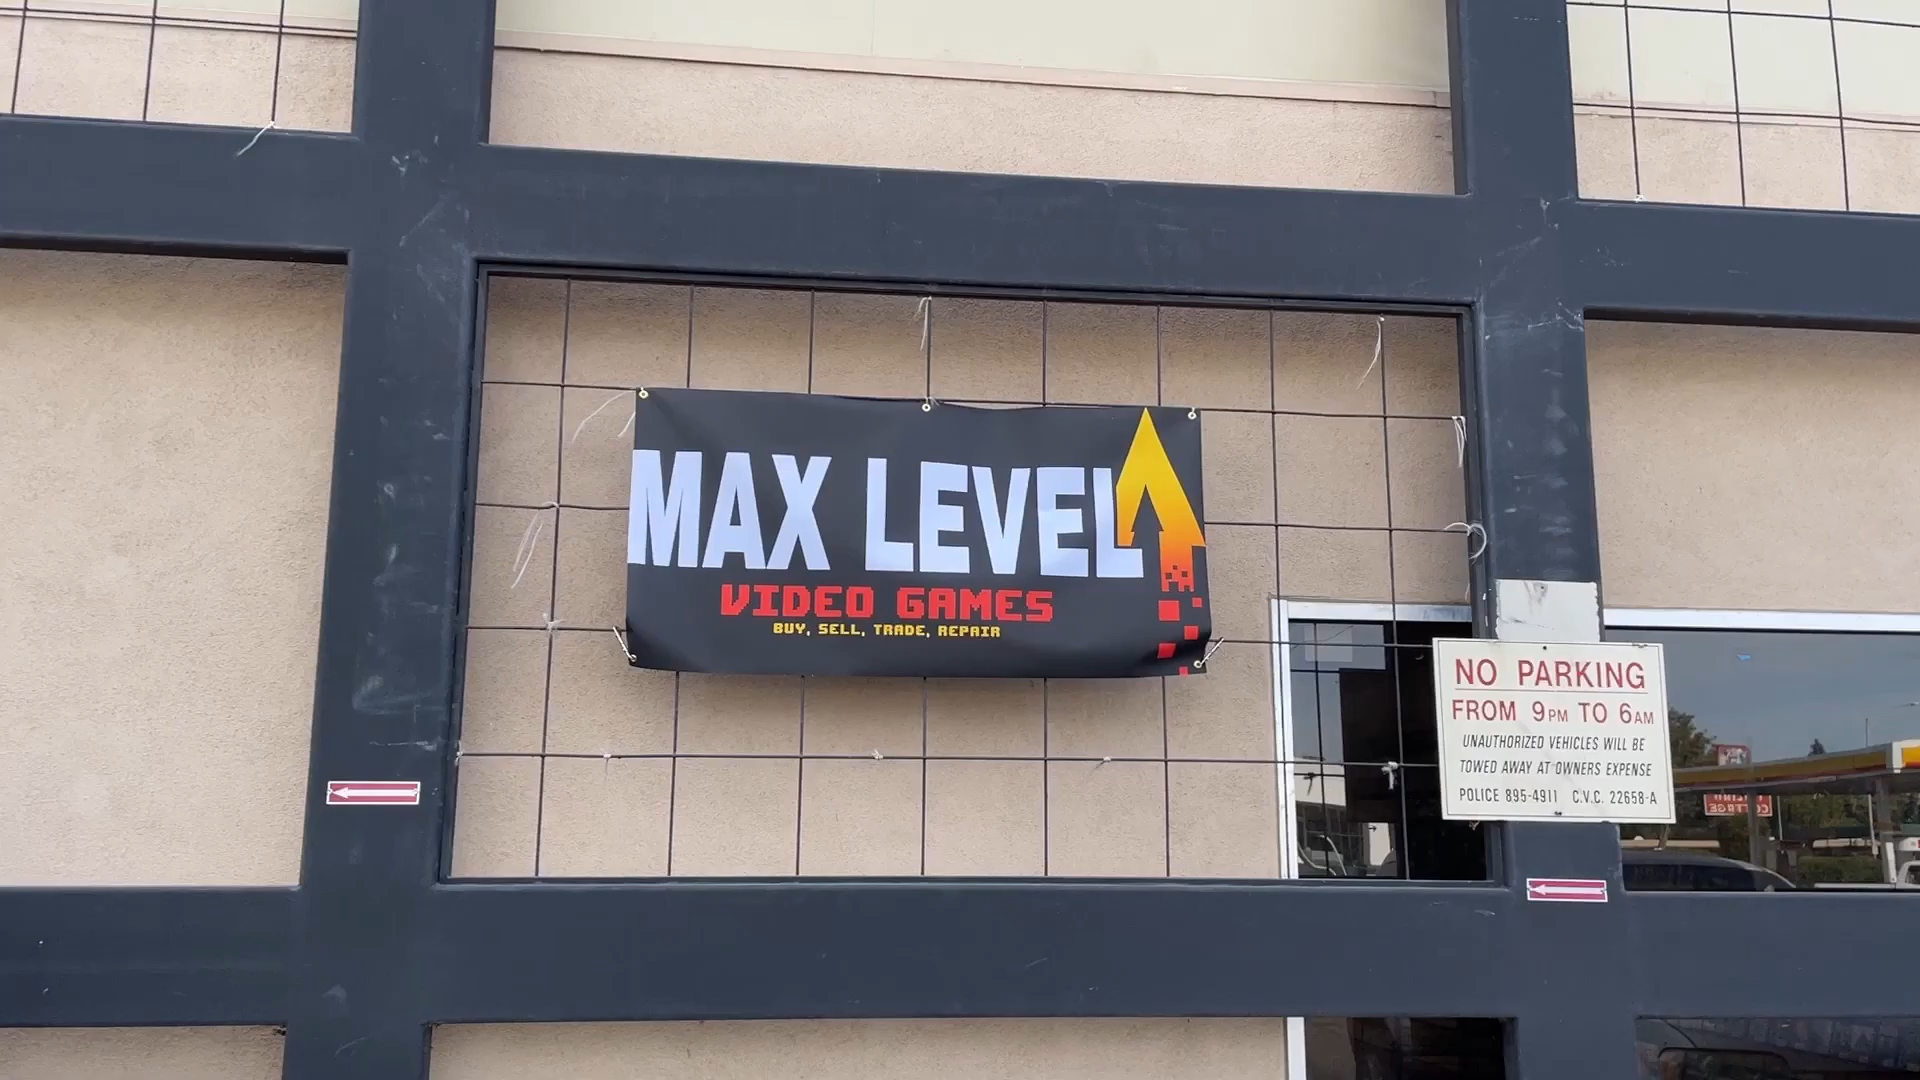 MAX LEVEL
VIDEO GAMES
BUY, SELL, TRADE, REPAIR
NO PARKING
FROM 9PM TO 6AM
UNAUTHORIZED VEHICLES WILL BE
TOWED AWAY AT OWNERS EXPENSE
POLICE 895-4911 C.V.C. 22658-A